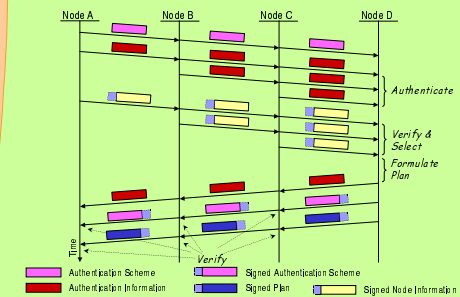 Node A Node B Node C Node D
Authenticate
Verify &
Select
Formulate
Plan
Time
Verify
Authentication Scheme Signed Authentication Scheme
Authentication Information Signed Plan Signed Node Information